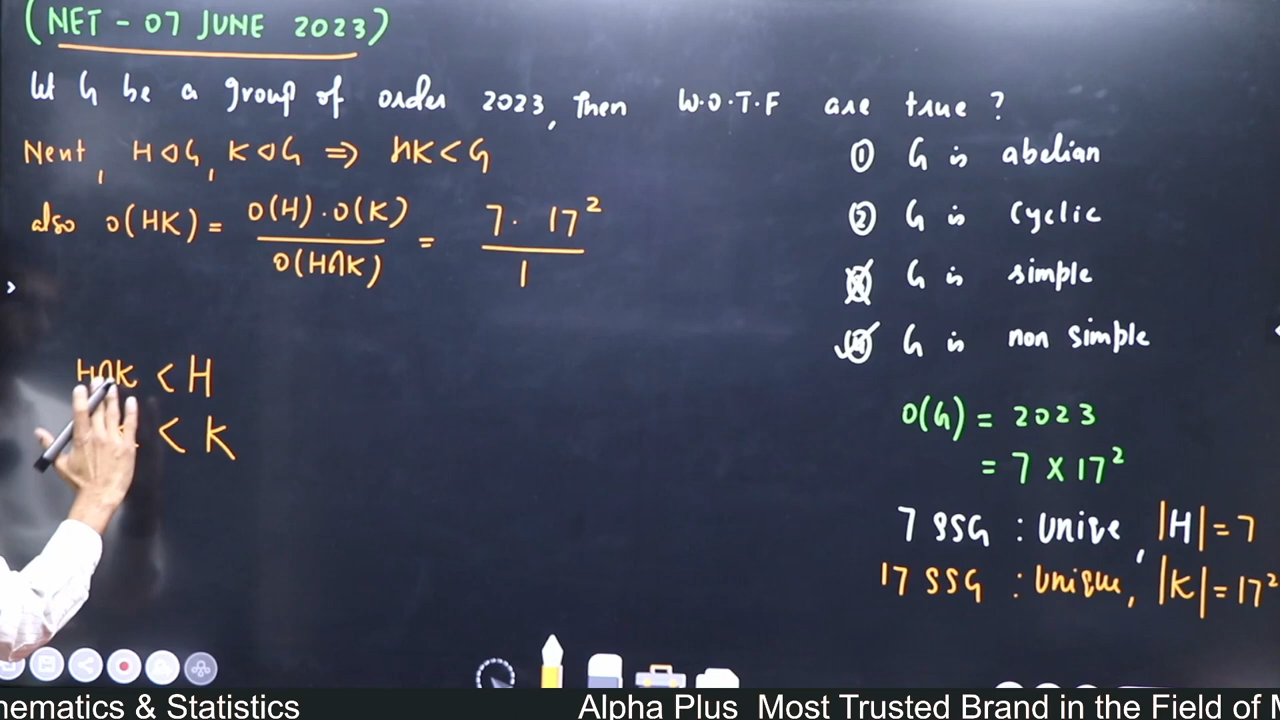 (NET - 07 JUNE 2023)
Let G be a group of order 2023, Then W.O.T.F are true ?
① G is abelian
② G is cyclic
G is simple
G is non simple
Next, H ◁ G, K ◁ G ⇒ HK < G
also o(HK) = o(H).o(K) / o(H∩K) = 7. 17² / 1
H∩K < H
< K
o(G) = 2023
= 7 × 17²
7 SSG : Unique, |H| = 7
17 SSG : Unique, |K| = 17²
hematics & Statistics
Alpha Plus Most Trusted Brand in the Field of M